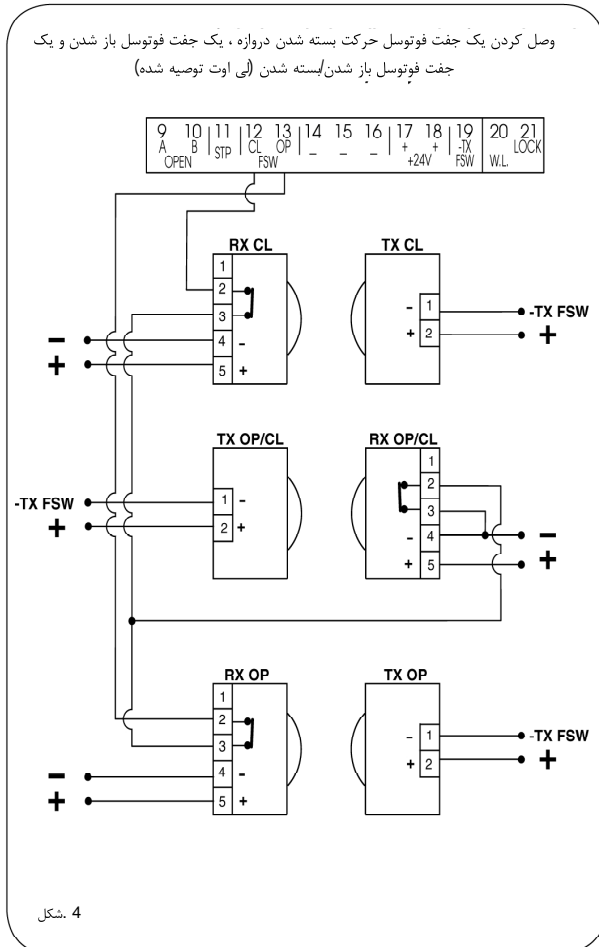 وصل کردن یک جفت فوتوسل حرکت بسته شدن دروازه ، یک جفت فوتوسل باز شدن و یک
جفت فوتوسل باز شدن/بسته شدن (لی اوت توصیه شده)
9 10 11 12 13 14 15 16 17 18 19 20 21
A B STP CL OP – – – + + -TX LOCK
OPEN FSW +24V FSW W.L.
RX CL TX CL
1
2
3
4 -
5 +
- 1
+ 2
-TX FSW
+
−
+
TX OP/CL RX OP/CL
1 -
2 +
1
2
3
- 4
+ 5
-TX FSW
+
−
+
RX OP TX OP
1
2
3
4 -
5 +
- 1
+ 2
-TX FSW
+
−
+
شکل. 4